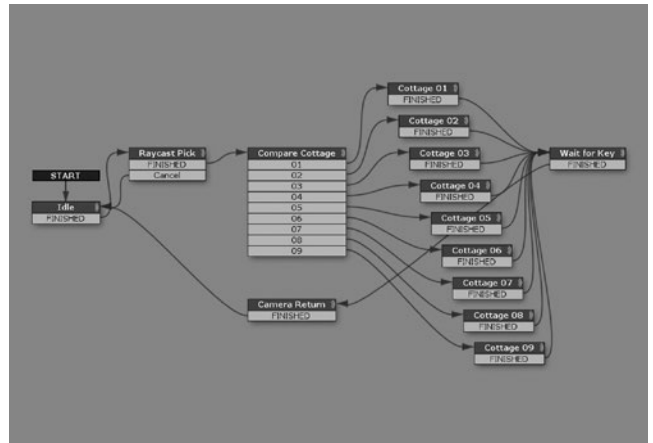 START
Idle
FINISHED
Raycast Pick
FINISHED
Cancel
Compare Cottage
01
02
03
04
05
06
07
08
09
Camera Return
FINISHED
Cottage 01
FINISHED
Cottage 02
FINISHED
Cottage 03
FINISHED
Cottage 04
FINISHED
Cottage 05
FINISHED
Cottage 06
FINISHED
Cottage 07
FINISHED
Cottage 08
FINISHED
Cottage 09
FINISHED
Wait for Key
FINISHED